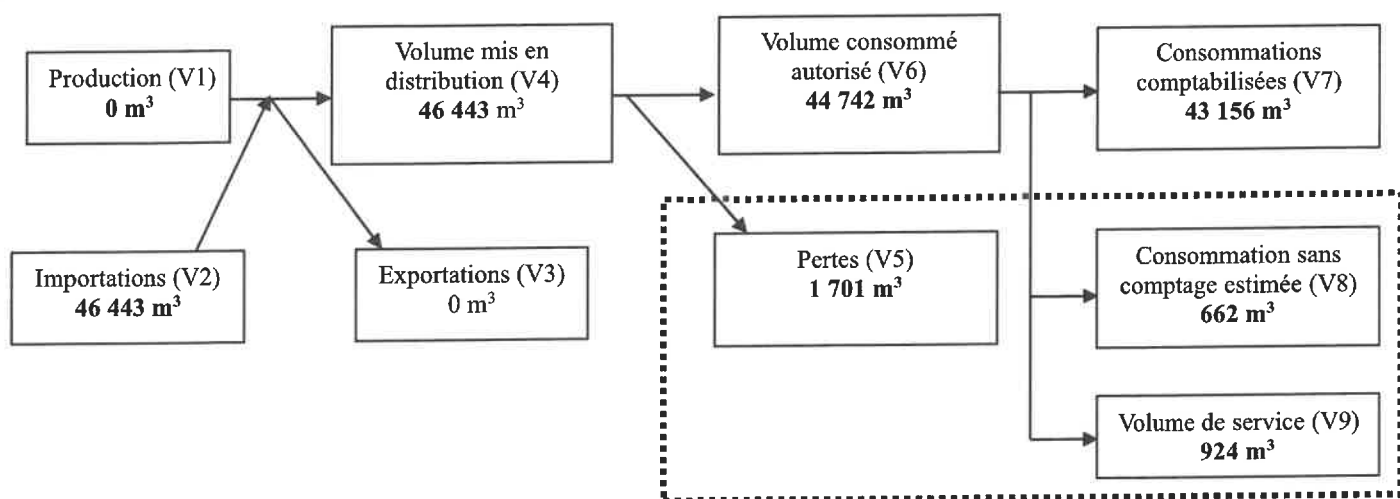 Production (V1)
0 m³
Volume mis en
distribution (V4)
46 443 m³
Volume consommé
autorisé (V6)
44 742 m³
Consommations
comptabilisées (V7)
43 156 m³
Importations (V2)
46 443 m³
Exportations (V3)
0 m³
Pertes (V5)
1 701 m³
Consommation sans
comptage estimée (V8)
662 m³
Volume de service (V9)
924 m³